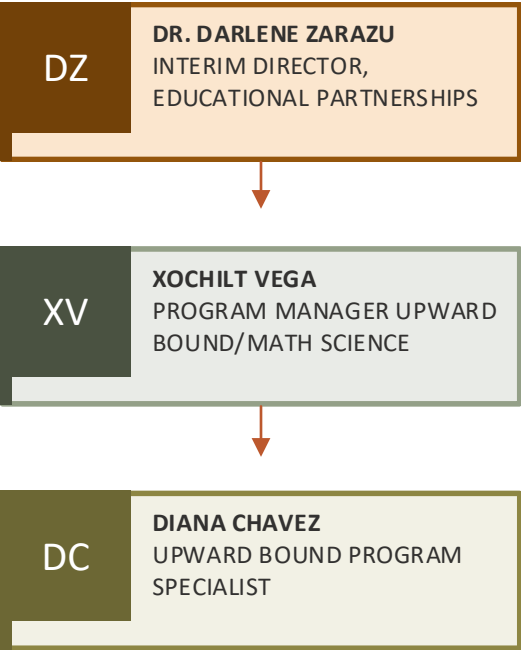 DZ
DR. DARLENE ZARAZU
INTERIM DIRECTOR,
EDUCATIONAL PARTNERSHIPS
XV
XOCHILT VEGA
PROGRAM MANAGER UPWARD
BOUND/MATH SCIENCE
DC
DIANA CHAVEZ
UPWARD BOUND PROGRAM
SPECIALIST